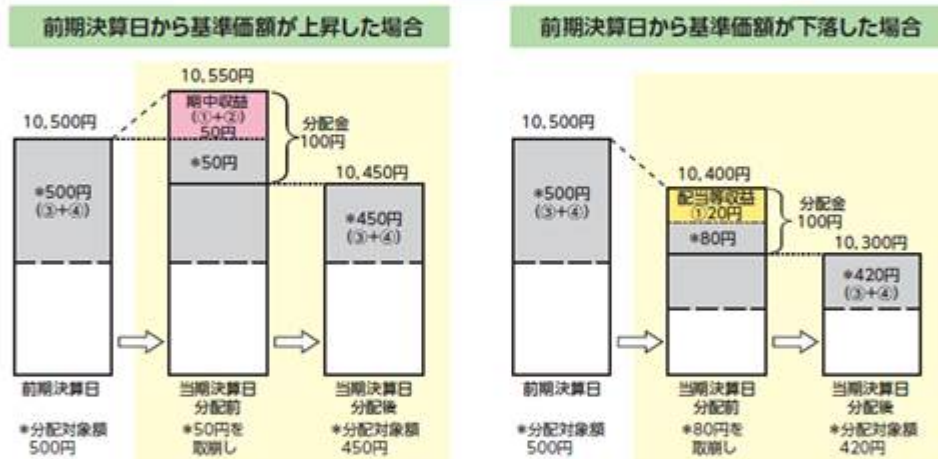 前期決算日から基準価額が上昇した場合
10,550円
期中収益
(①+②)
50円
10,500円
分配金
100円
*50円
10,450円
*500円
(③+④)
*450円
(③+④)
前期決算日
当期決算日
分配前
当期決算日
分配後
*分配対象額
500円
*50円を
取崩し
*分配対象額
450円
前期決算日から基準価額が下落した場合
10,500円
10,400円
配当等収益
①20円
分配金
100円
*500円
(③+④)
*80円
10,300円
*420円
(③+④)
前期決算日
当期決算日
分配前
当期決算日
分配後
*分配対象額
500円
*80円を
取崩し
*分配対象額
420円